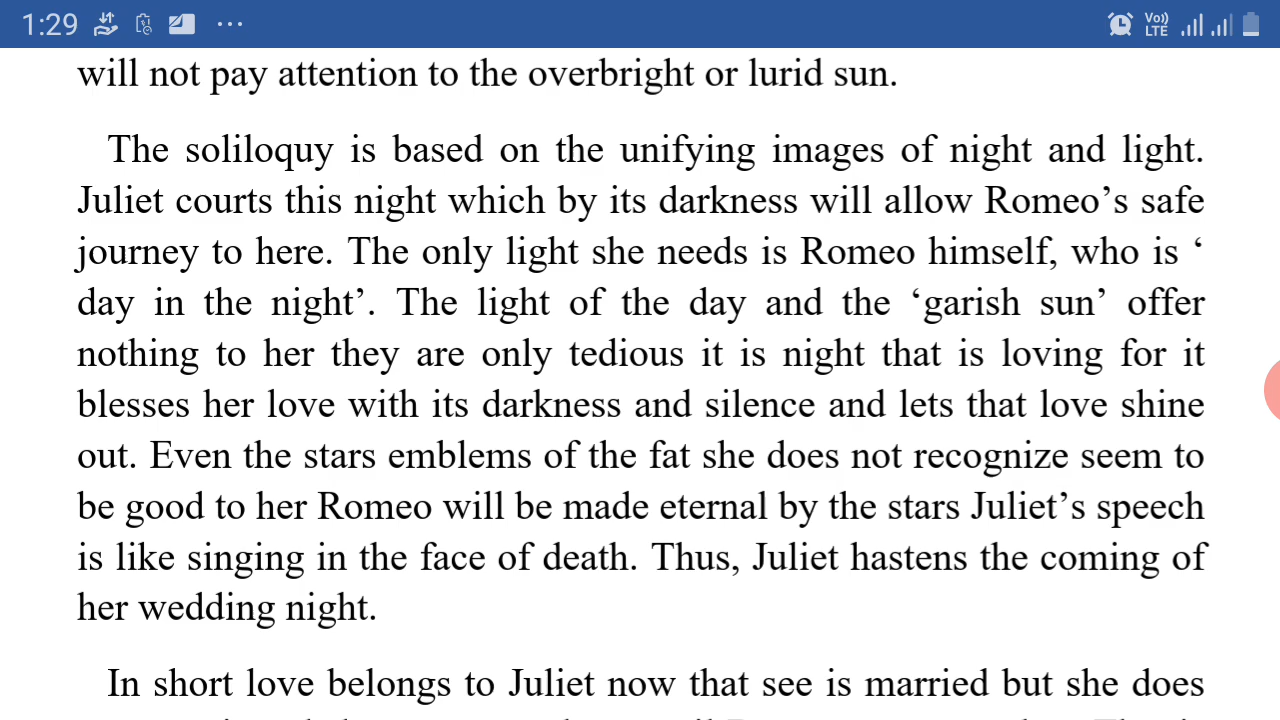 1:29
Vo)) LTE
will not pay attention to the overbright or lurid sun.
The soliloquy is based on the unifying images of night and light.
Juliet courts this night which by its darkness will allow Romeo’s safe
journey to here. The only light she needs is Romeo himself, who is ‘
day in the night’. The light of the day and the ‘garish sun’ offer
nothing to her they are only tedious it is night that is loving for it
blesses her love with its darkness and silence and lets that love shine
out. Even the stars emblems of the fat she does not recognize seem to
be good to her Romeo will be made eternal by the stars Juliet’s speech
is like singing in the face of death. Thus, Juliet hastens the coming of
her wedding night.
In short love belongs to Juliet now that see is married but she does